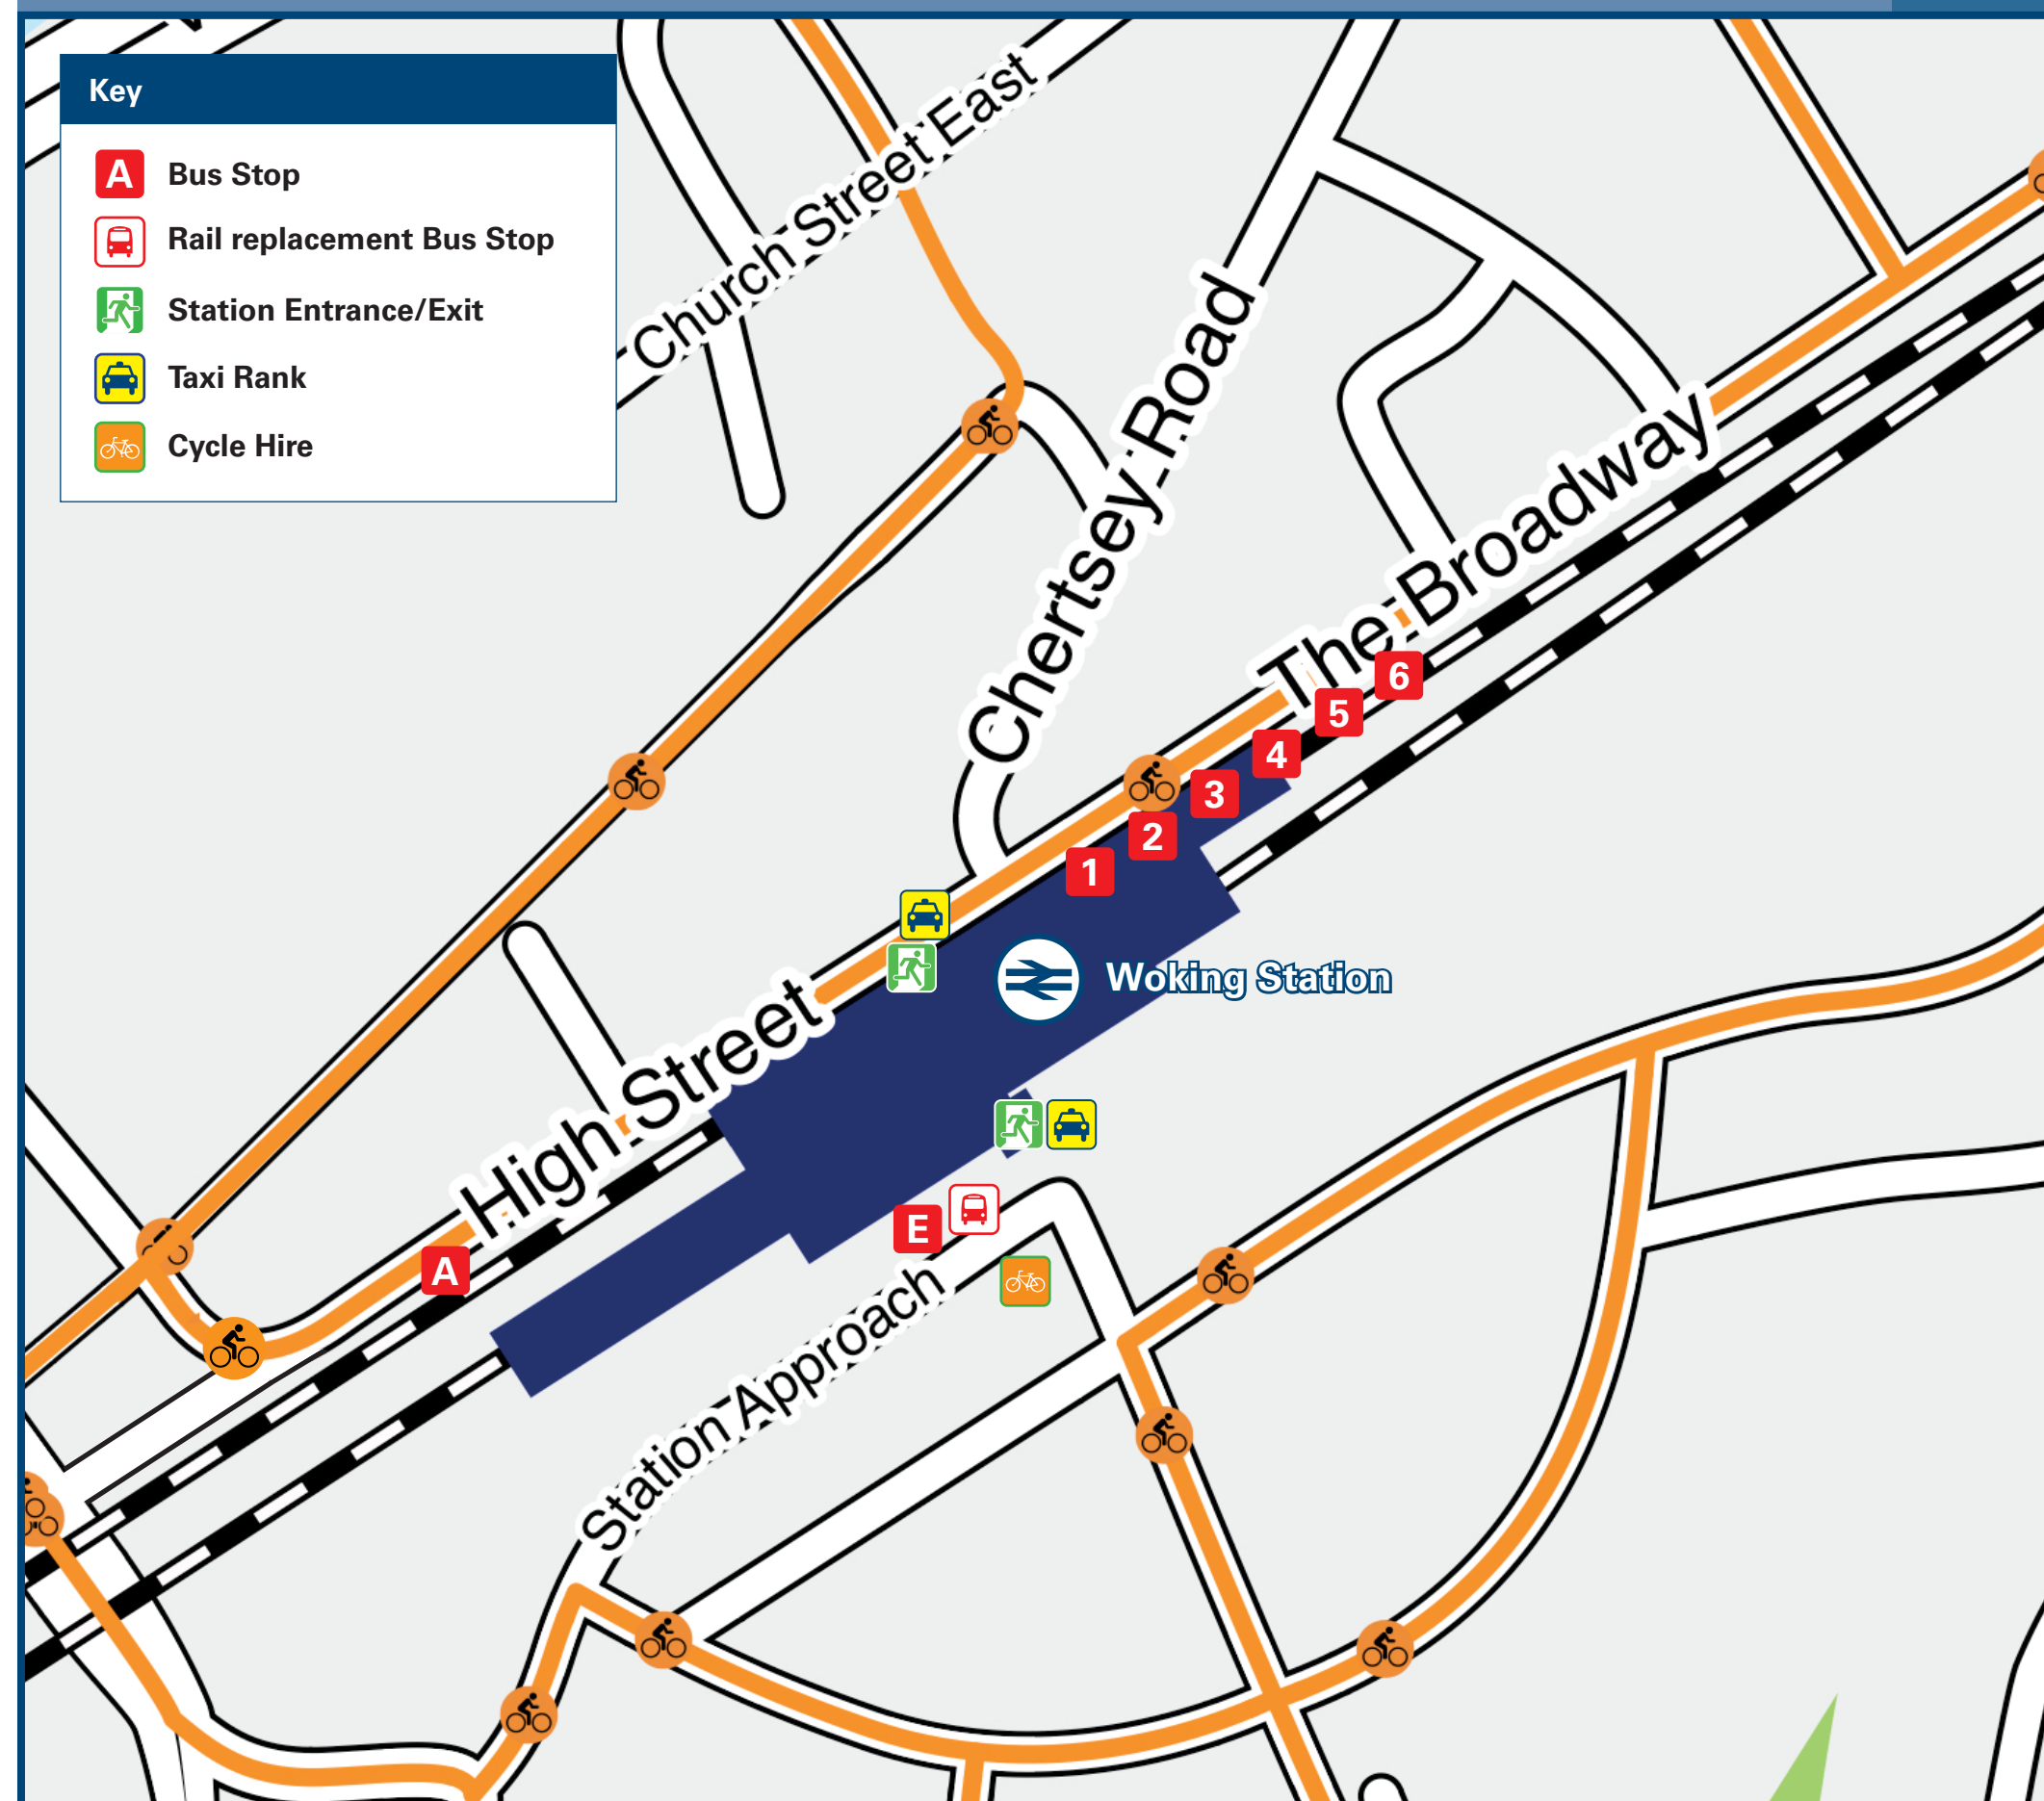 Key
A Bus Stop
Rail replacement Bus Stop
Station Entrance/Exit
Taxi Rank
Cycle Hire
Church Street East
Chertsey Road
The Broadway
6
5
4
3
2
1
Woking Station
High Street
A
E
Station Approach